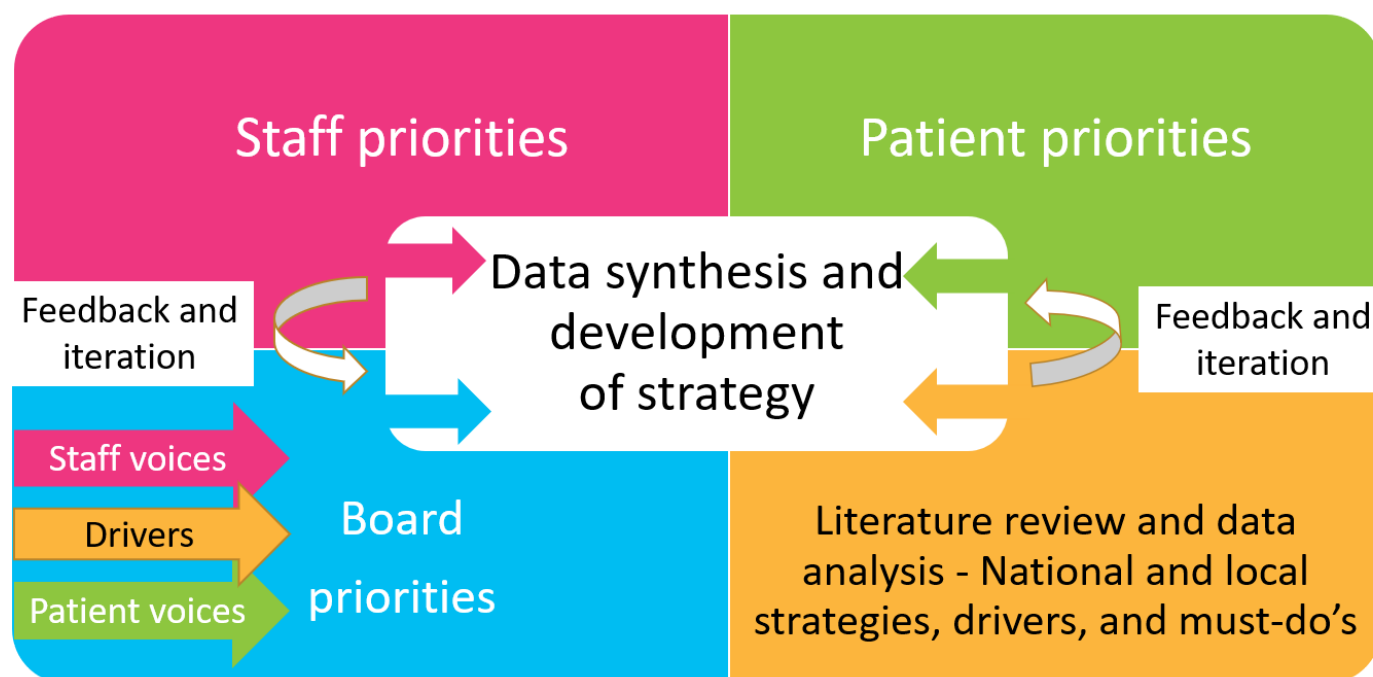 Staff priorities
Patient priorities
Data synthesis and
development
of strategy
Feedback and
iteration
Feedback and
iteration
Staff voices
Drivers
Patient voices
Board
priorities
Literature review and data
analysis - National and local
strategies, drivers, and must-do’s